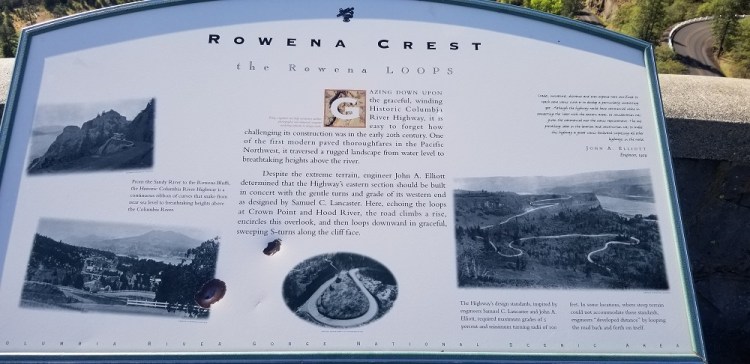 ROWENA CREST
the Rowena LOOPS
GAZING DOWN UPON
the graceful, winding
Historic Columbia
River Highway, it is
easy to forget how
challenging its construction was in the early 20th century. One
of the first modern paved thoroughfares in the Pacific
Northwest, it traversed a rugged landscape from water level to
breathtaking heights above the river.
Despite the extreme terrain, engineer John A. Elliott
determined that the Highway's eastern section should be built
in concert with the gentle turns and grade of its western end
as designed by Samuel C. Lancaster. Here, echoing the loops
at Crown Point and Hood River, the road climbs a rise,
encircles this overlook, and then loops downward in graceful,
sweeping S-turns along the cliff face.
From the Sandy River to the Rowena Bluffs,
the Historic Columbia River Highway is a
continuous ribbon of curves that make from
near sea level to breathtaking heights above
the Columbia River.
JOHN A. ELLIOTT
Engineer,
The Highway's design standards, inspired by
engineers Samuel C. Lancaster and John A.
Elliott, required maximum grades of 5
percent and minimum turning radii of 100
feet. In some locations, where steep terrain
could not accommodate these standards,
engineers "developed distance" by looping
the road back and forth on itself.
COLUMBIA RIVER GORGE NATIONAL SCENIC AREA